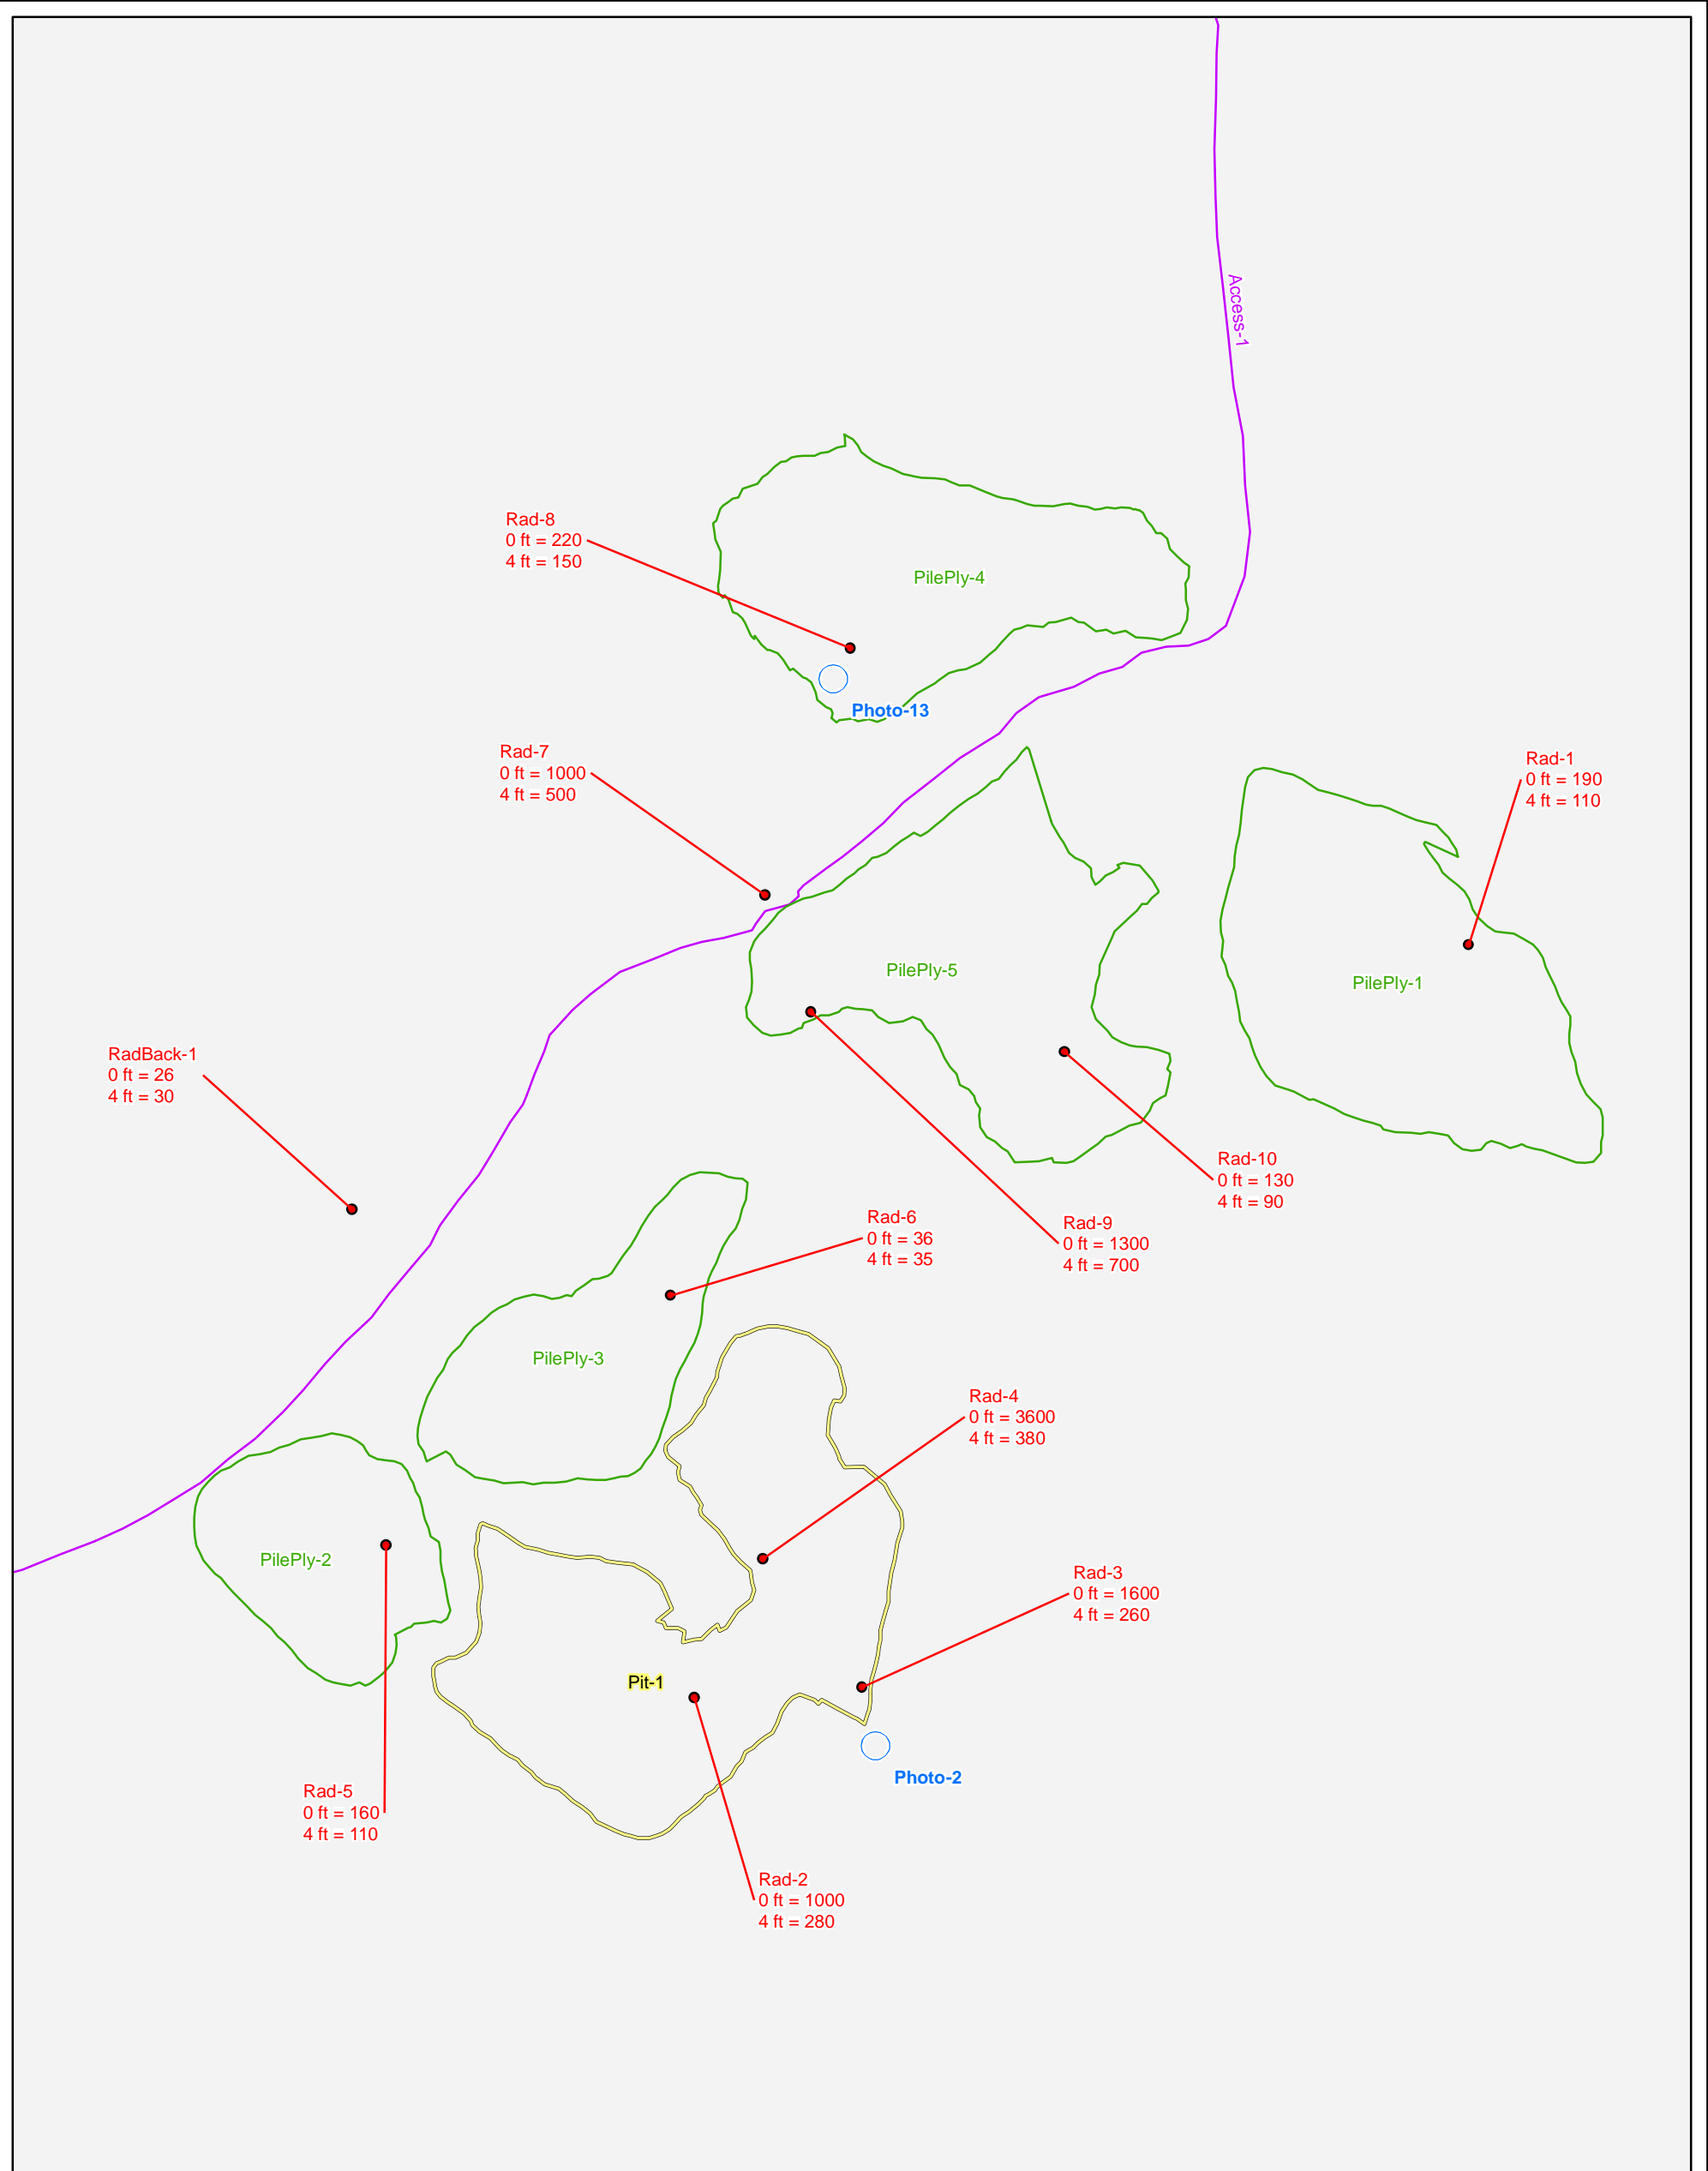 Access-1
Rad-8
0 ft = 220
4 ft = 150
PilePly-4
Photo-13
Rad-7
0 ft = 1000
4 ft = 500
Rad-1
0 ft = 190
4 ft = 110
PilePly-5
PilePly-1
RadBack-1
0 ft = 26
4 ft = 30
Rad-10
0 ft = 130
4 ft = 90
Rad-6
0 ft = 36
4 ft = 35
Rad-9
0 ft = 1300
4 ft = 700
PilePly-3
Rad-4
0 ft = 3600
4 ft = 380
PilePly-2
Rad-3
0 ft = 1600
4 ft = 260
Pit-1
Photo-2
Rad-5
0 ft = 160
4 ft = 110
Rad-2
0 ft = 1000
4 ft = 280